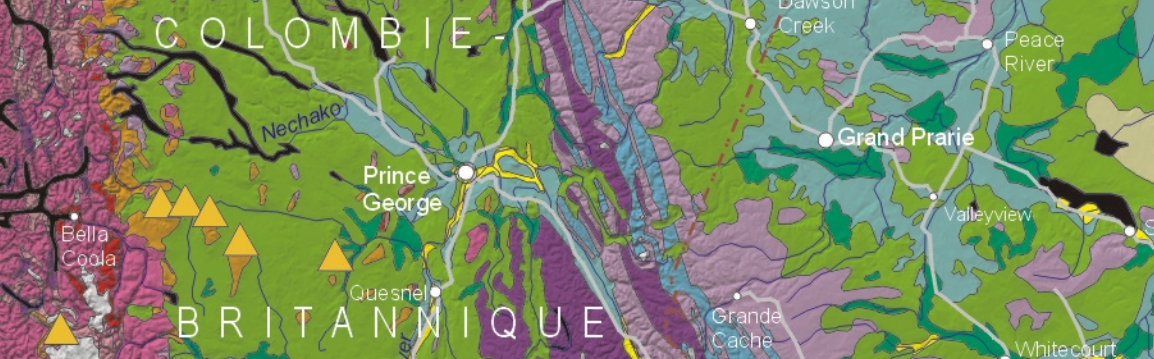 COLOMBIE-
Dawson
Creek
Peace
River
Nechako
Grand Prarie
Prince
George
Valleyview
Bella
Coola
Quesnel
BRITANNIQUE
Grande
Cache
Whitecourt